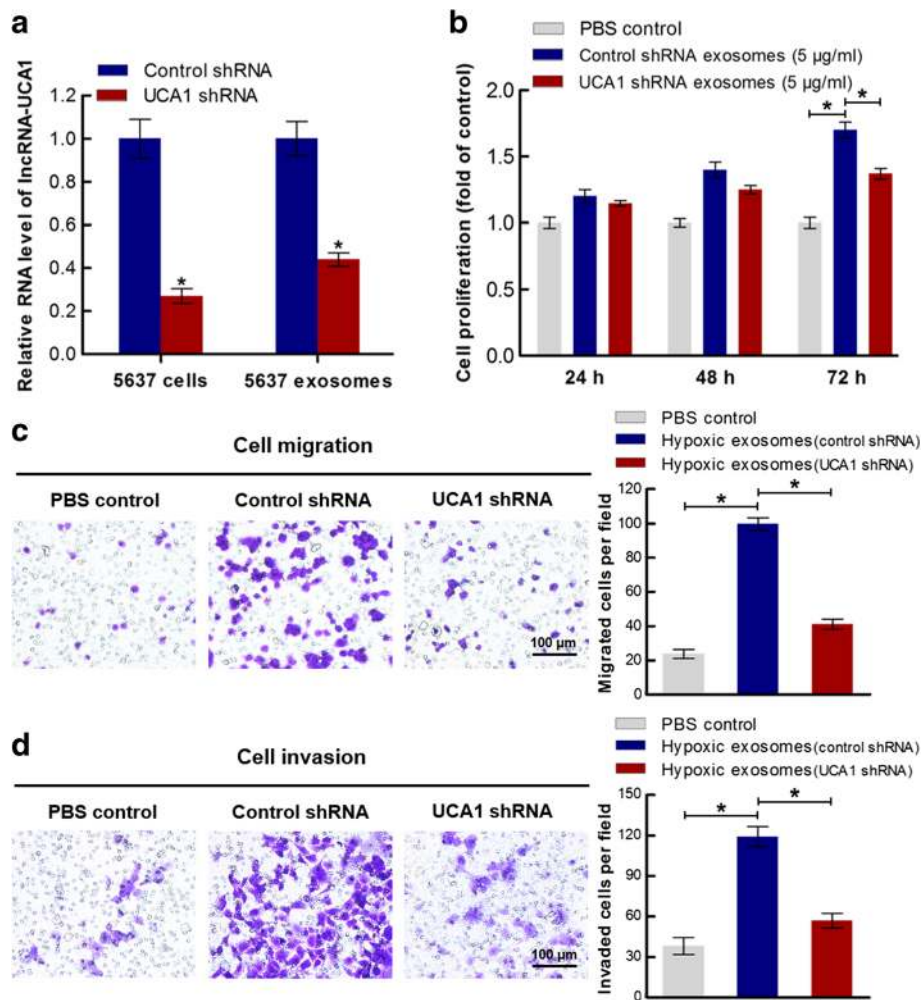 a
Control shRNA
UCA1 shRNA
Relative RNA level of lncRNA-UCA1
1.2
1.0
0.8
0.6
0.4
0.2
0.0
*
*
5637 cells
5637 exosomes
b
PBS control
Control shRNA exosomes (5 µg/ml)
UCA1 shRNA exosomes (5 µg/ml)
Cell proliferation (fold of control)
2.0
1.5
1.0
0.5
0.0
*
*
24 h
48 h
72 h
c
Cell migration
PBS control
Control shRNA
UCA1 shRNA
100 µm
PBS control
Hypoxic exosomes(control shRNA)
Hypoxic exosomes(UCA1 shRNA)
Migrated cells per field
120
100
80
60
40
20
0
*
*
d
Cell invasion
PBS control
Control shRNA
UCA1 shRNA
100 µm
PBS control
Hypoxic exosomes(control shRNA)
Hypoxic exosomes(UCA1 shRNA)
Invaded cells per field
150
120
90
60
30
0
*
*